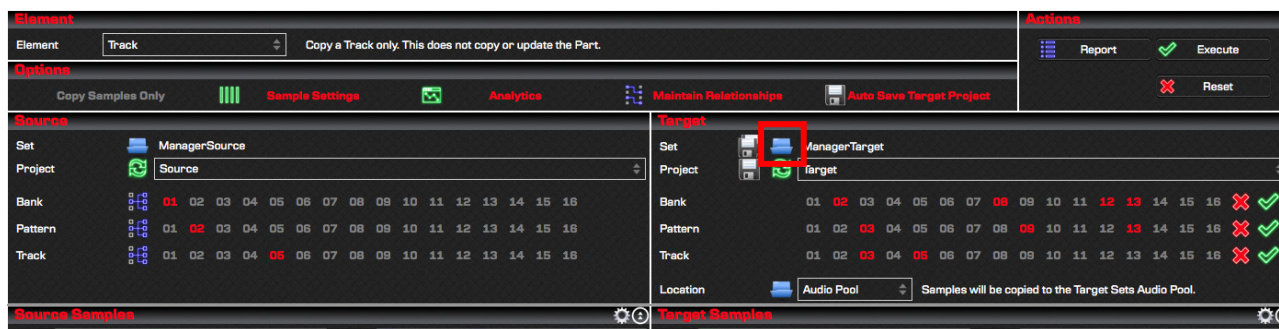 Element
Actions
Element Track Copy a Track only. This does not copy or update the Part.
Report Execute
Options
Copy Samples Only Sample Settings Analytics Maintain Relationships Auto Save Target Project
Reset
Source
Target
Set ManagerSource
Set ManagerTarget
Project Source
Project Target
Bank 01 02 03 04 05 06 07 08 09 10 11 12 13 14 15 16
Bank 01 02 03 04 05 06 07 08 09 10 11 12 13 14 15 16
Pattern 01 02 03 04 05 06 07 08 09 10 11 12 13 14 15 16
Pattern 01 02 03 04 05 06 07 08 09 10 11 12 13 14 15 16
Track 01 02 03 04 05 06 07 08 09 10 11 12 13 14 15 16
Track 01 02 03 04 05 06 07 08 09 10 11 12 13 14 15 16
Location Audio Pool Samples will be copied to the Target Sets Audio Pool.
Source Samples
Target Samples